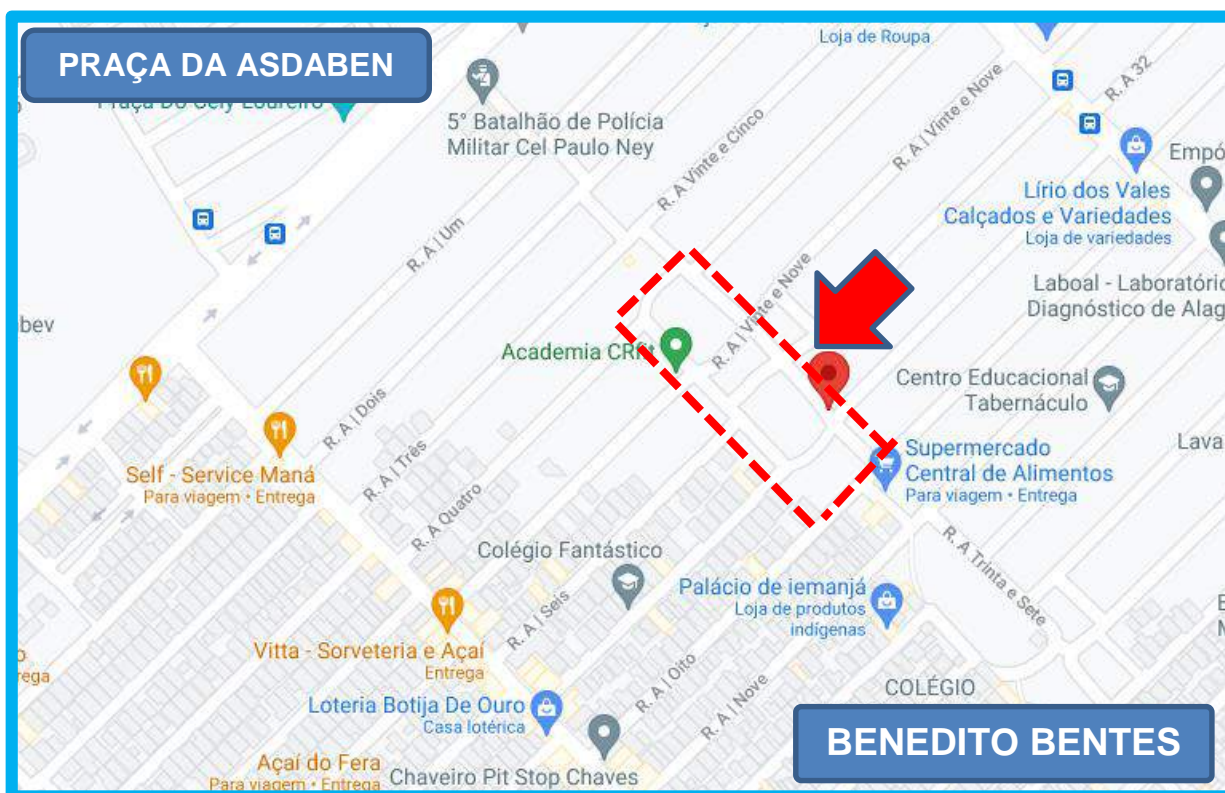 Loja de Roupa
PRAÇA DA ASDABEN
Praça Do Cely Loureiro
5° Batalhão de Polícia
Militar Cel Paulo Ney
R. A Vinte e Cinco
R. A | Vinte e Nove
R. A 32
Empó
Lírio dos Vales
Calçados e Variedades
Loja de variedades
R. A | Um
Laboal - Laboratório
Diagnóstico de Alag
bev
R. A | Vinte e Nove
Academia CRfit
Centro Educacional
Tabernáculo
R. A | Dois
R. A | Três
Supermercado
Central de Alimentos
Para viagem • Entrega
Lava
Self - Service Maná
Para viagem • Entrega
R. A Quatro
R. A Trinta e Sete
Colégio Fantástico
R. A | Seis
Palácio de iemanjá
Loja de produtos
indígenas
Vitta - Sorveteria e Açaí
Entrega
rega
R. A | Oito
R. A | Nove
COLÉGIO
Loteria Botija De Ouro
Casa lotérica
BENEDITO BENTES
Açaí do Fera
Para viagem • Entrega
Chaveiro Pit Stop Chaves